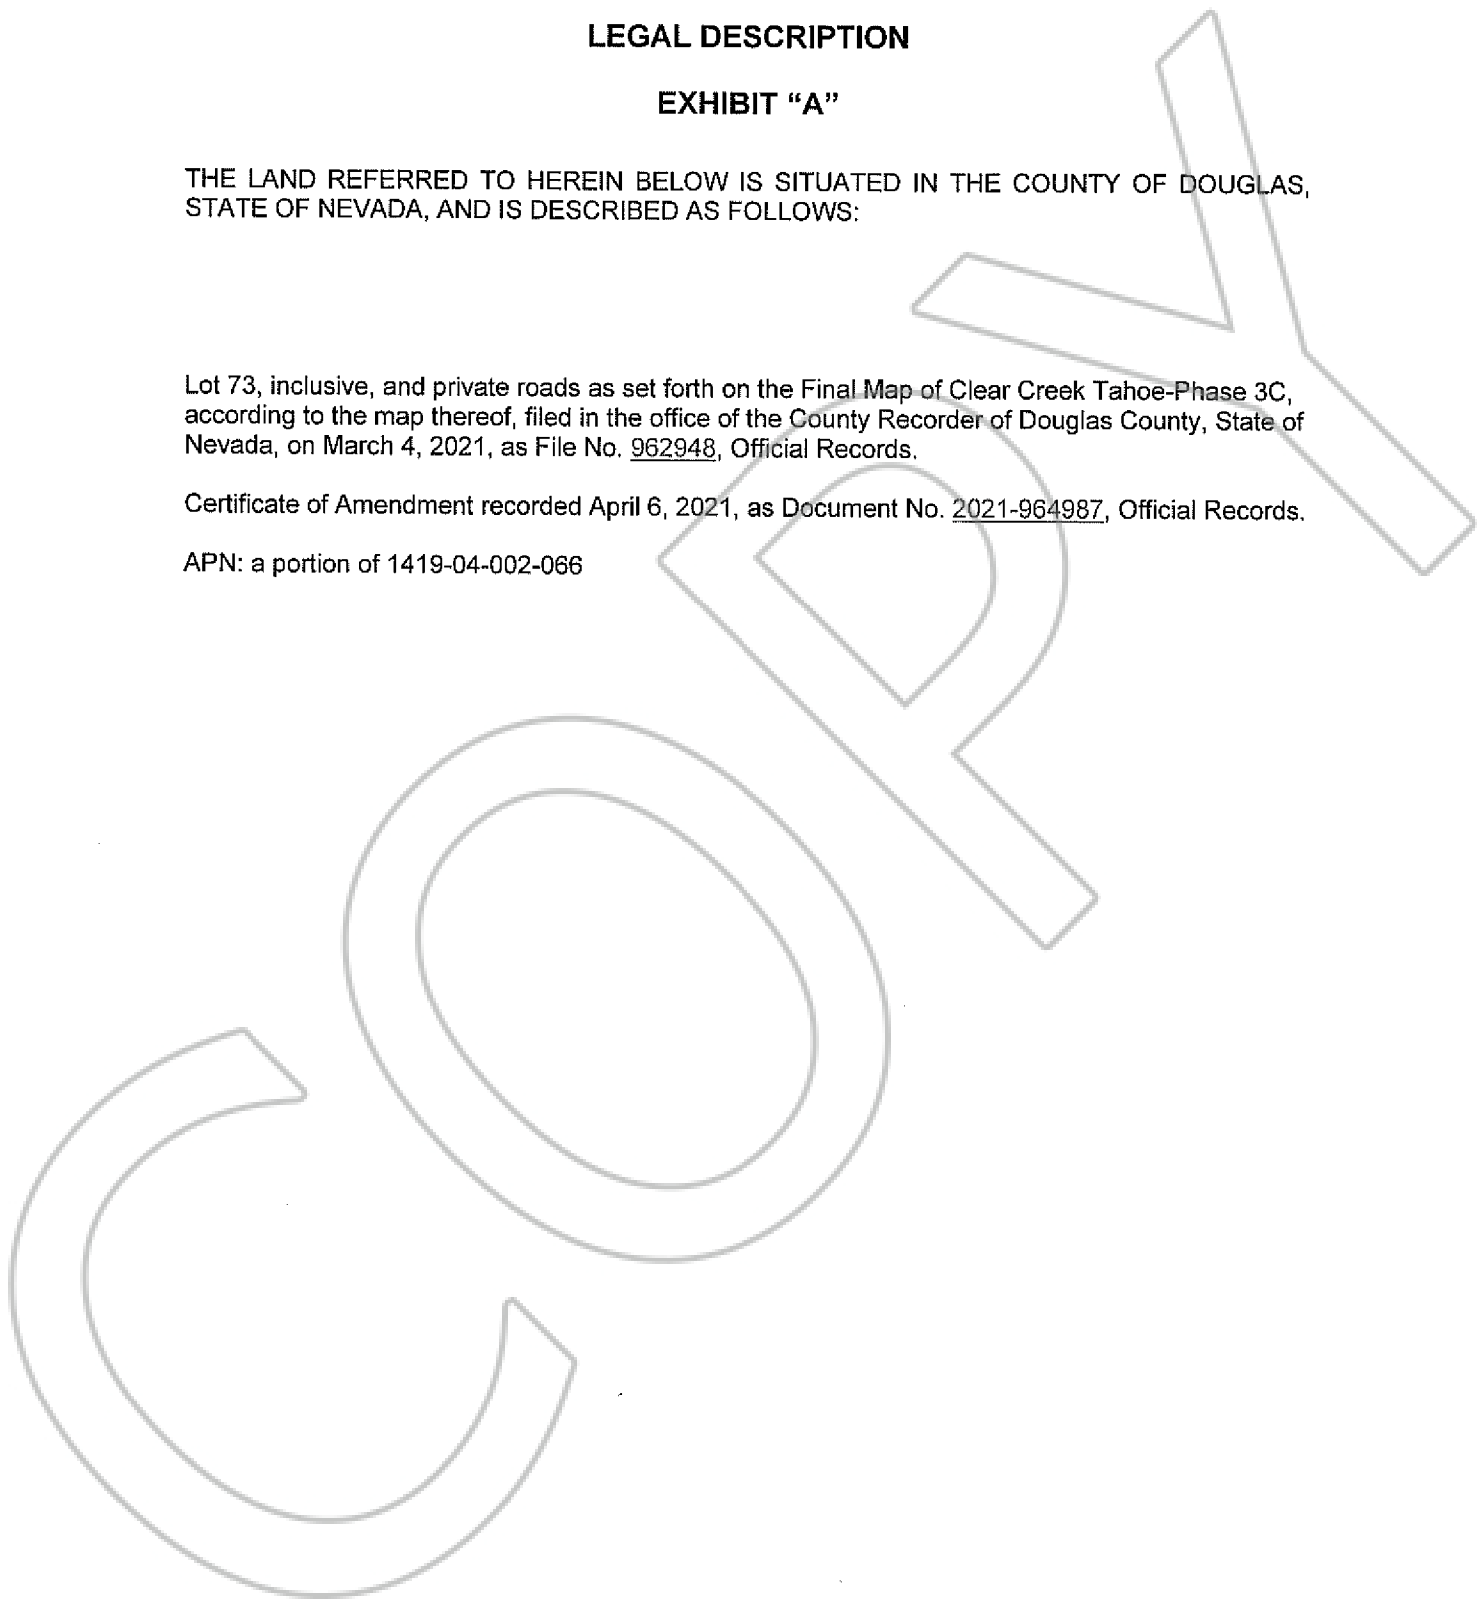 LEGAL DESCRIPTION
EXHIBIT “A”
THE LAND REFERRED TO HEREIN BELOW IS SITUATED IN THE COUNTY OF DOUGLAS,
STATE OF NEVADA, AND IS DESCRIBED AS FOLLOWS:
Lot 73, inclusive, and private roads as set forth on the Final Map of Clear Creek Tahoe-Phase 3C,
according to the map thereof, filed in the office of the County Recorder of Douglas County, State of
Nevada, on March 4, 2021, as File No. 962948, Official Records.
Certificate of Amendment recorded April 6, 2021, as Document No. 2021-964987, Official Records.
APN: a portion of 1419-04-002-066
COPY